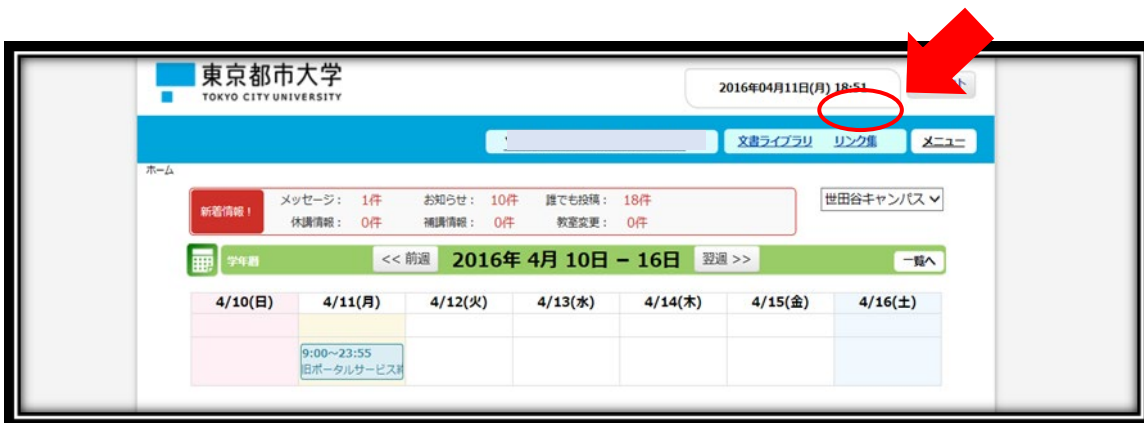 東京都市大学
TOKYO CITY UNIVERSITY
2016年04月11日(月) 18:51
文書ライブラリ リンク集 メニュー
ホーム
新着情報！
メッセージ： 1件 お知らせ： 10件 誰でも投稿： 18件
休講情報： 0件 補講情報： 0件 教室変更： 0件
世田谷キャンパス
学年暦 << 前週 2016年 4月 10日 － 16日 翌週 >> 一覧へ
4/10(日) 4/11(月) 4/12(火) 4/13(水) 4/14(木) 4/15(金) 4/16(土)
9:00～23:55
旧ポータルサービス